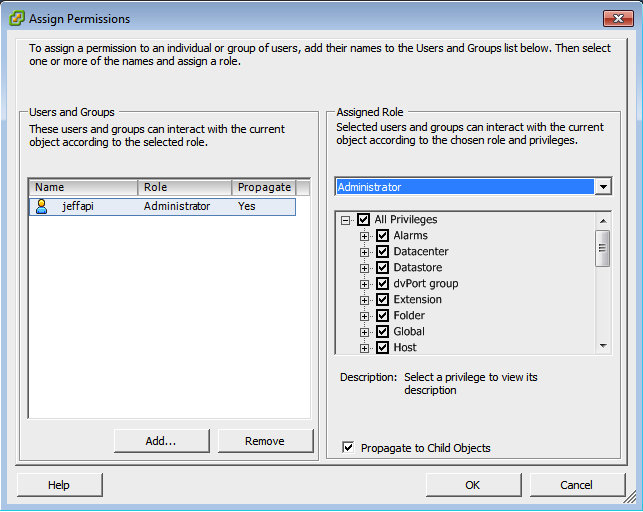 Assign Permissions
To assign a permission to an individual or group of users, add their names to the Users and Groups list below. Then select
one or more of the names and assign a role.
Users and Groups
These users and groups can interact with the current
object according to the selected role.
Name Role Propagate
jeffapi Administrator Yes
Add... Remove
Assigned Role
Selected users and groups can interact with the current
object according to the chosen role and privileges.
Administrator
All Privileges
Alarms
Datacenter
Datastore
dvPort group
Extension
Folder
Global
Host
Description: Select a privilege to view its
description
Propagate to Child Objects
Help OK Cancel